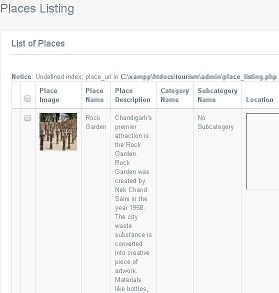 Places Listing
List of Places
Notice: Undefined index: place_url in C:\xampp\htdocs\tourism\admin\place_listing.php
Place Image
Place Name
Place Description
Category Name
Subcategory Name
Location
Rock
Garden
Chandigarh's
premier
attraction is
the Rock
Garden.
Rock
Garden was
created by
Nek Chand
Saini in the
year 1958.
The city
waste
substance is
converted
into creative
piece of
artwork.
Materials
like bottles,
No
Subcategory